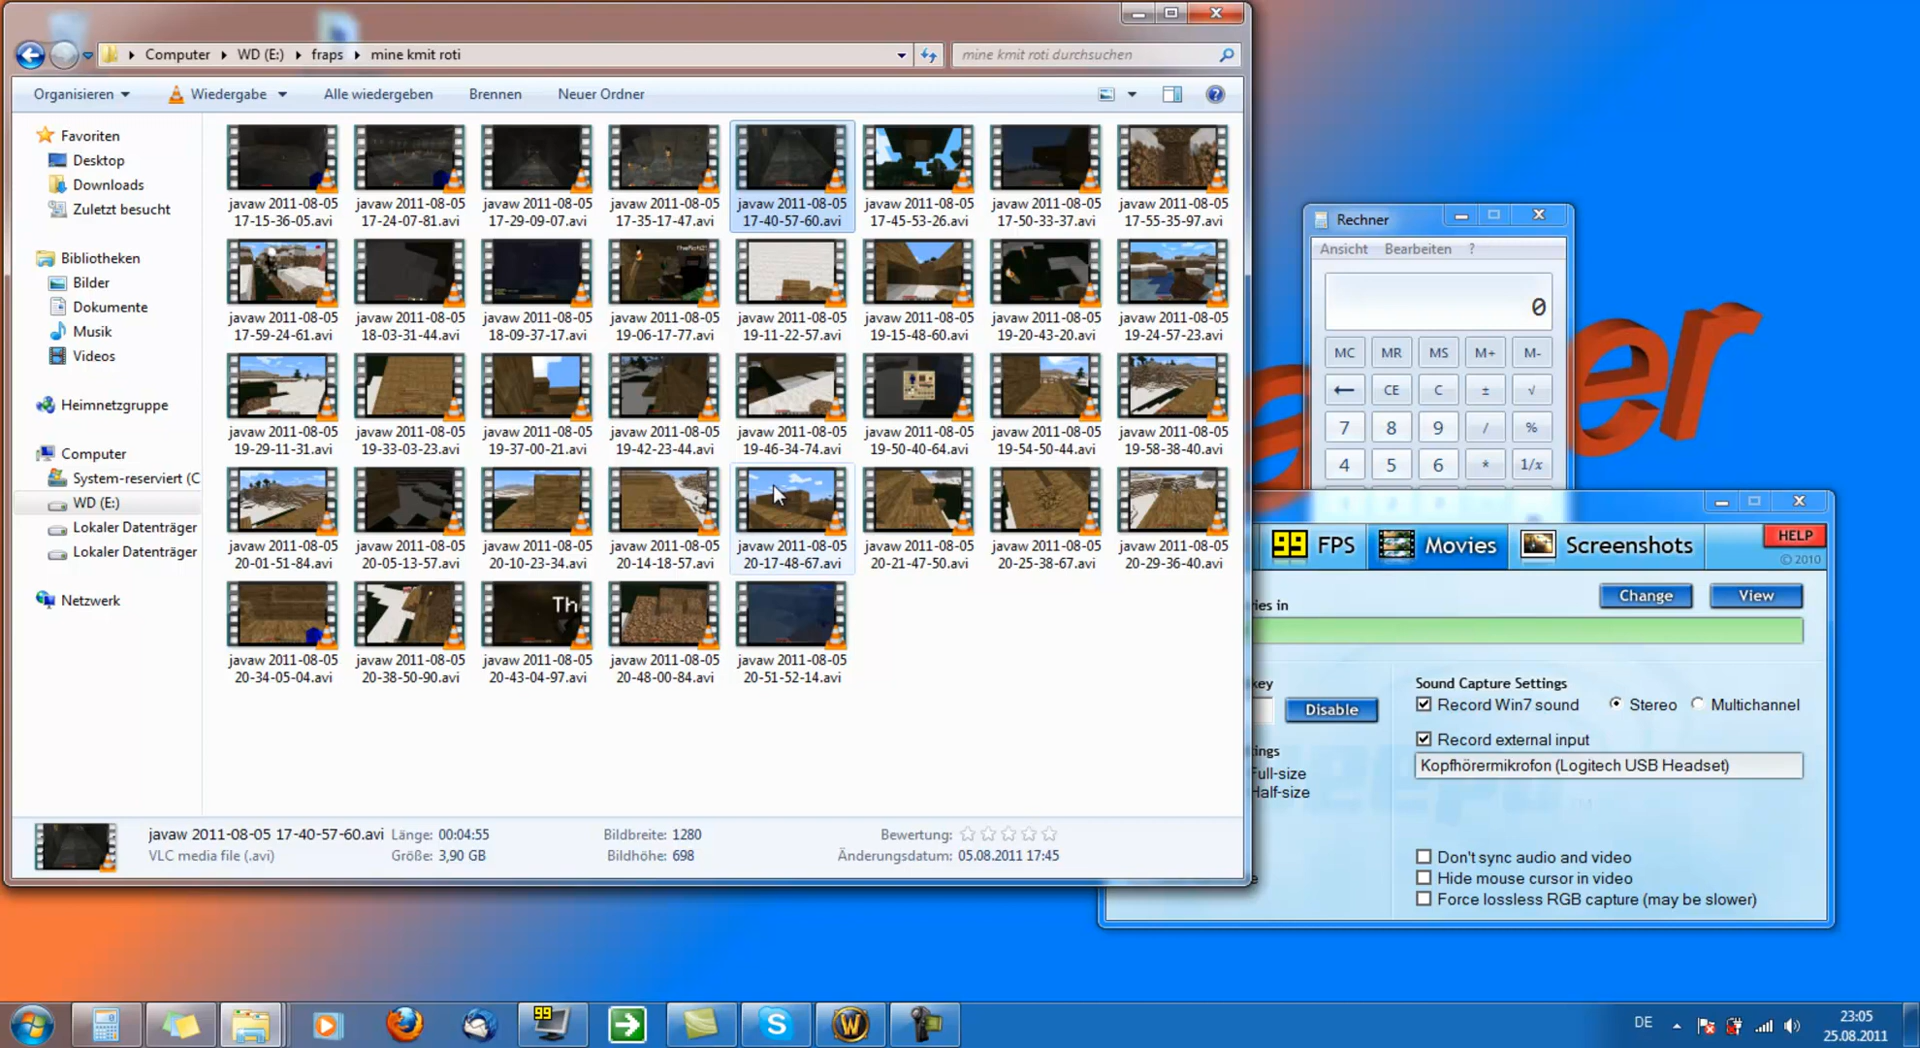 Computer WD (E:) fraps mine kmit roti
mine kmit roti durchsuchen
Organisieren Wiedergabe Alle wiedergeben Brennen Neuer Ordner
Favoriten
Desktop
Downloads
Zuletzt besucht
Bibliotheken
Bilder
Dokumente
Musik
Videos
Heimnetzgruppe
Computer
System-reserviert (C
WD (E:)
Lokaler Datenträger
Lokaler Datenträger
Netzwerk
javaw 2011-08-05 javaw 2011-08-05 javaw 2011-08-05 javaw 2011-08-05 javaw 2011-08-05 javaw 2011-08-05 javaw 2011-08-05 javaw 2011-08-05
17-15-36-05.avi 17-24-07-81.avi 17-29-09-07.avi 17-35-17-47.avi 17-40-57-60.avi 17-45-53-26.avi 17-50-33-37.avi 17-55-35-97.avi
javaw 2011-08-05 javaw 2011-08-05 javaw 2011-08-05 javaw 2011-08-05 javaw 2011-08-05 javaw 2011-08-05 javaw 2011-08-05 javaw 2011-08-05
17-59-24-61.avi 18-03-31-44.avi 18-09-37-17.avi 19-06-17-77.avi 19-11-22-57.avi 19-15-48-60.avi 19-20-43-20.avi 19-24-57-23.avi
javaw 2011-08-05 javaw 2011-08-05 javaw 2011-08-05 javaw 2011-08-05 javaw 2011-08-05 javaw 2011-08-05 javaw 2011-08-05 javaw 2011-08-05
19-29-11-31.avi 19-33-03-23.avi 19-37-00-21.avi 19-42-23-44.avi 19-46-34-74.avi 19-50-40-64.avi 19-54-50-44.avi 19-58-38-40.avi
javaw 2011-08-05 javaw 2011-08-05 javaw 2011-08-05 javaw 2011-08-05 javaw 2011-08-05 javaw 2011-08-05 javaw 2011-08-05 javaw 2011-08-05
20-01-51-84.avi 20-05-13-57.avi 20-10-23-34.avi 20-14-18-57.avi 20-17-48-67.avi 20-21-47-50.avi 20-25-38-67.avi 20-29-36-40.avi
Th
javaw 2011-08-05 javaw 2011-08-05 javaw 2011-08-05 javaw 2011-08-05 javaw 2011-08-05
20-34-05-04.avi 20-38-50-90.avi 20-43-04-97.avi 20-48-00-84.avi 20-51-52-14.avi
javaw 2011-08-05 17-40-57-60.avi Länge: 00:04:55 Bildbreite: 1280 Bewertung:
VLC media file (.avi) Größe: 3,90 GB Bildhöhe: 698 Änderungsdatum: 05.08.2011 17:45
Rechner
Ansicht Bearbeiten ?
0
MC MR MS M+ M-
← CE C ± √
7 8 9 / %
4 5 6 * 1/x
er
99 FPS Movies Screenshots HELP
© 2010
ies in Change View
key
Disable
ings
Full-size
Half-size
Sound Capture Settings
Record Win7 sound Stereo Multichannel
Record external input
Kopfhörermikrofon (Logitech USB Headset)
Don't sync audio and video
Hide mouse cursor in video
Force lossless RGB capture (may be slower)
99
DE
23:05
25.08.2011